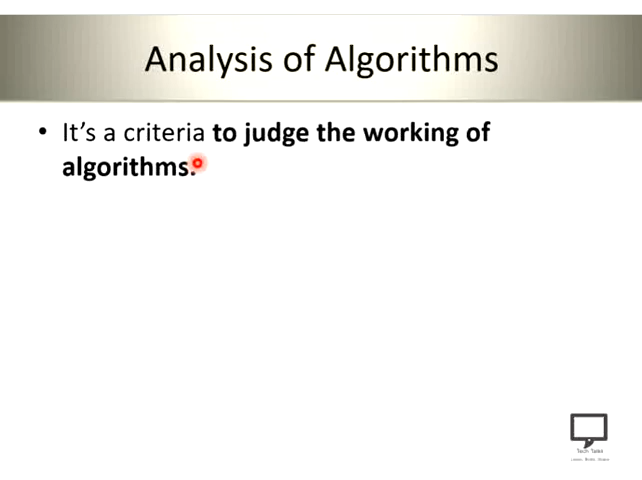 Analysis of Algorithms
• It's a criteria to judge the working of
algorithms.
Tech Talks